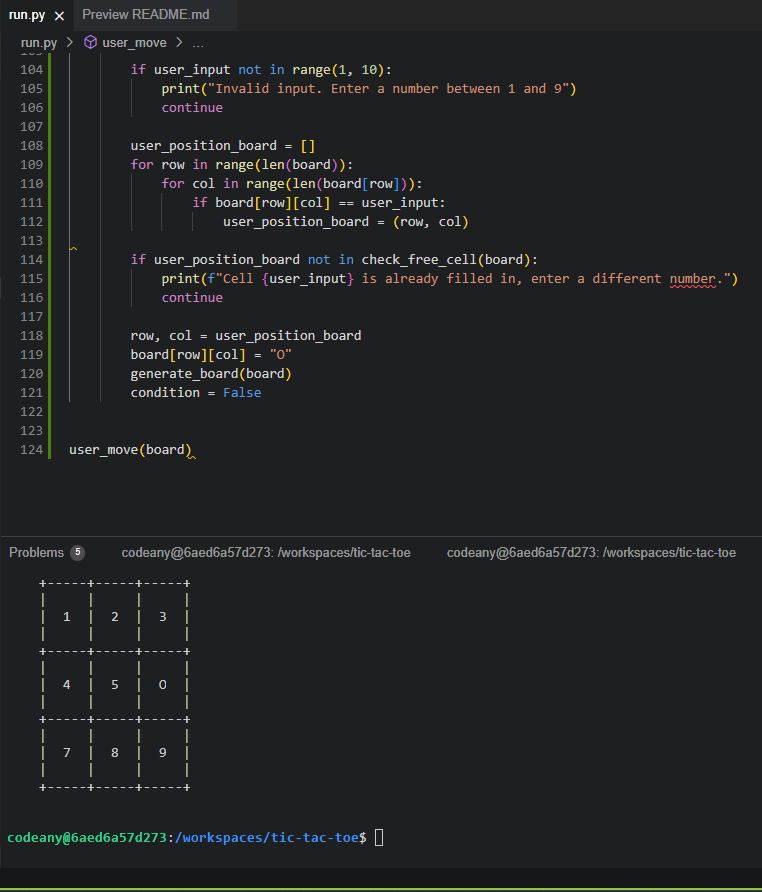 run.py × Preview README.md
run.py > user_move > ...
103
104 if user_input not in range(1, 10):
105 print("Invalid input. Enter a number between 1 and 9")
106 continue
107
108 user_position_board = []
109 for row in range(len(board)):
110 for col in range(len(board[row])):
111 if board[row][col] == user_input:
112 user_position_board = (row, col)
113
114 if user_position_board not in check_free_cell(board):
115 print(f"Cell {user_input} is already filled in, enter a different number.")
116 continue
117
118 row, col = user_position_board
119 board[row][col] = "O"
120 generate_board(board)
121 condition = False
122
123
124 user_move(board)
Problems 5 codeany@6aed6a57d273: /workspaces/tic-tac-toe codeany@6aed6a57d273: /workspaces/tic-tac-toe
+-----+-----+-----+
| | | |
| 1 | 2 | 3 |
| | | |
+-----+-----+-----+
| | | |
| 4 | 5 | O |
| | | |
+-----+-----+-----+
| | | |
| 7 | 8 | 9 |
| | | |
+-----+-----+-----+
codeany@6aed6a57d273:/workspaces/tic-tac-toe$